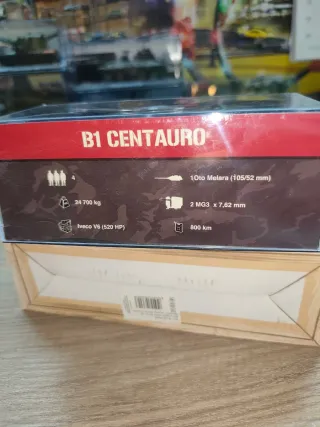 B1 CENTAURO
4
1/Oto Melara (105/52 mm)
24 700 kg
2 MG3 x 7,62 mm
Iveco V6 (520 HP)
800 km